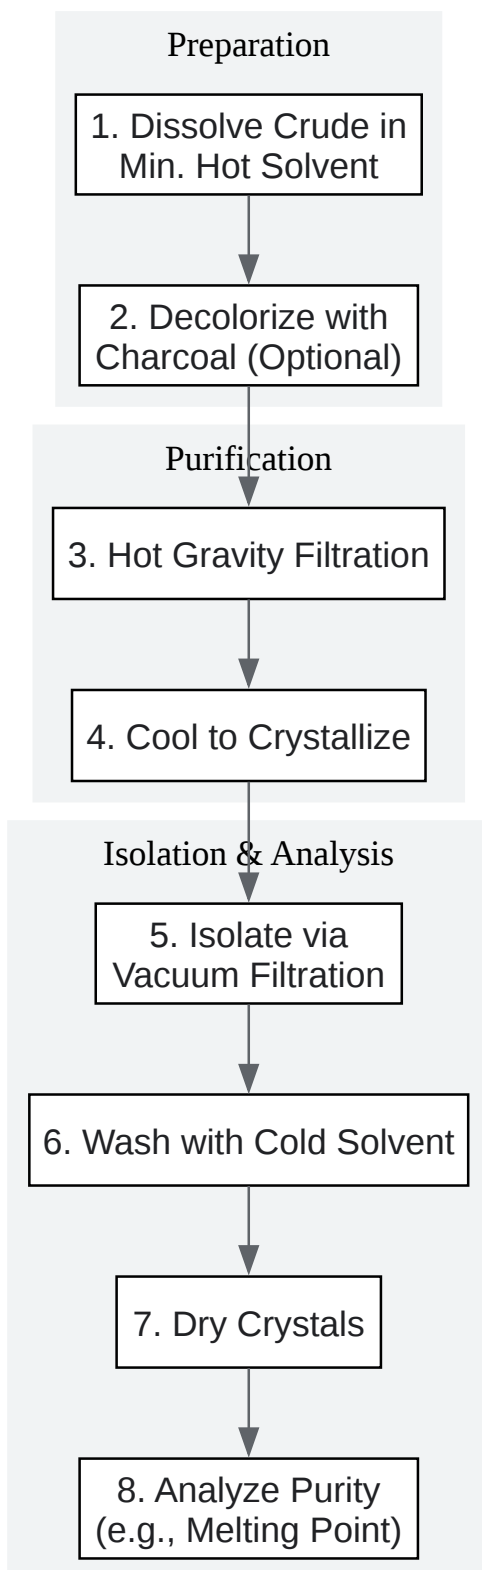 Preparation
1. Dissolve Crude in
Min. Hot Solvent
2. Decolorize with
Charcoal (Optional)
Purification
3. Hot Gravity Filtration
4. Cool to Crystallize
Isolation & Analysis
5. Isolate via
Vacuum Filtration
6. Wash with Cold Solvent
7. Dry Crystals
8. Analyze Purity
(e.g., Melting Point)